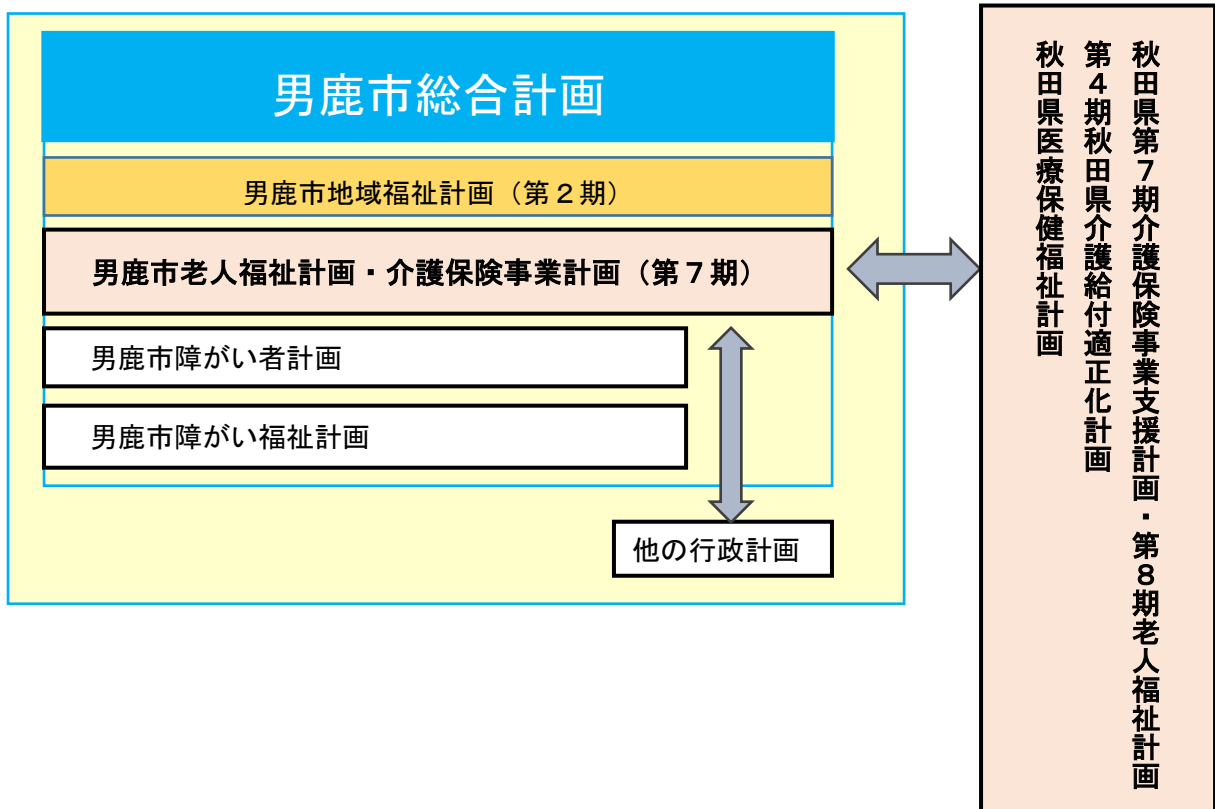 男鹿市総合計画
男鹿市地域福祉計画（第２期）
男鹿市老人福祉計画・介護保険事業計画（第７期）
男鹿市障がい者計画
男鹿市障がい福祉計画
他の行政計画
秋田県第７期介護保険事業支援計画・第８期老人福祉計画
第４期秋田県介護給付適正化計画
秋田県医療保健福祉計画